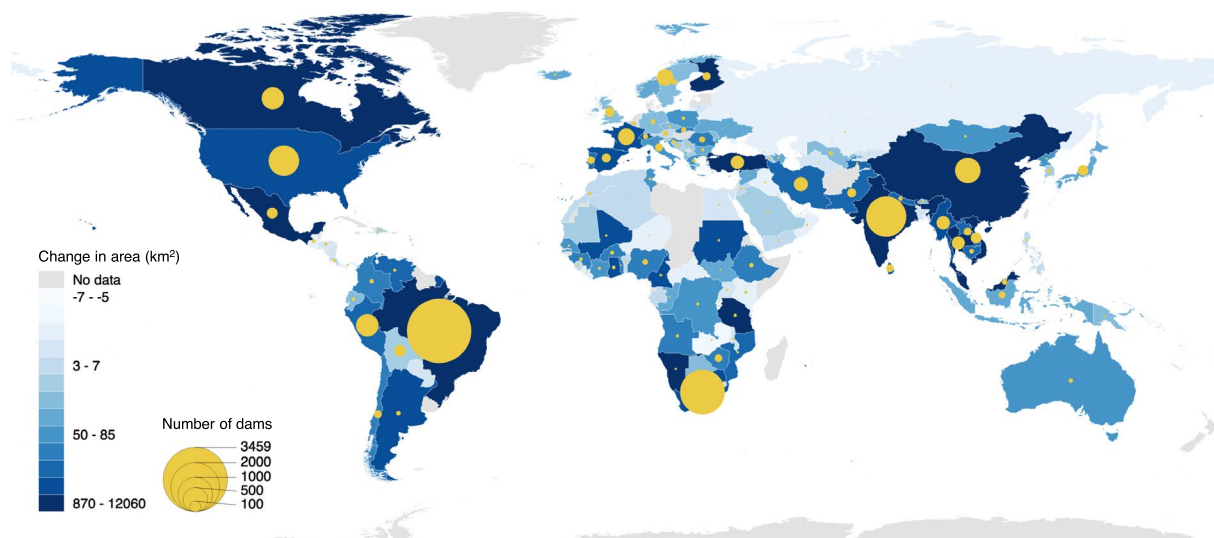 Change in area (km²)
No data
-7 - -5
3 - 7
50 - 85
870 - 12060
Number of dams
3459
2000
1000
500
100